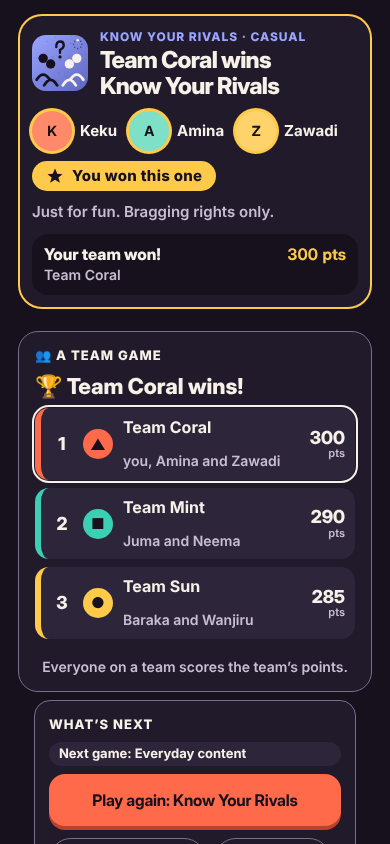 KNOW YOUR RIVALS · CASUAL
Team Coral wins
Know Your Rivals
K Keku A Amina Z Zawadi
★ You won this one
Just for fun. Bragging rights only.
Your team won! 300 pts
Team Coral
👥 A TEAM GAME
🏆 Team Coral wins!
1 Team Coral 300 pts
you, Amina and Zawadi
2 Team Mint 290 pts
Juma and Neema
3 Team Sun 285 pts
Baraka and Wanjiru
Everyone on a team scores the team’s points.
WHAT’S NEXT
Next game: Everyday content
Play again: Know Your Rivals